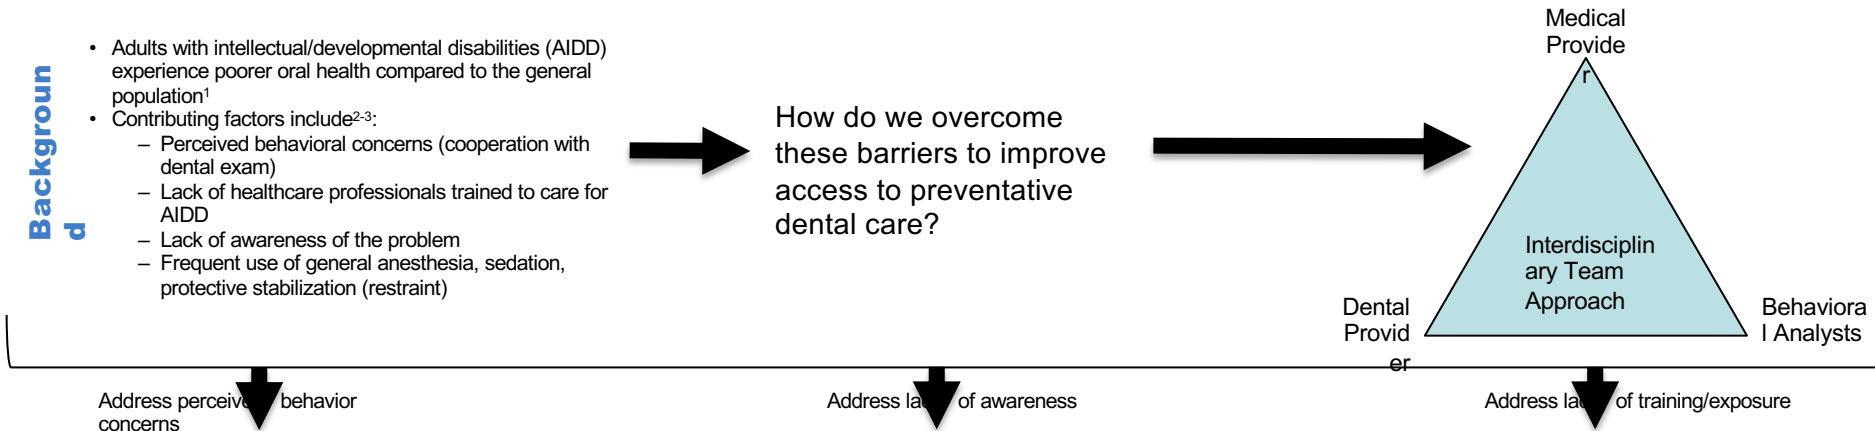 Backgroun
d
• Adults with intellectual/developmental disabilities (AIDD)
experience poorer oral health compared to the general
population1
• Contributing factors include2-3:
– Perceived behavioral concerns (cooperation with
dental exam)
– Lack of healthcare professionals trained to care for
AIDD
– Lack of awareness of the problem
– Frequent use of general anesthesia, sedation,
protective stabilization (restraint)
How do we overcome
these barriers to improve
access to preventative
dental care?
Medical
Provide
r
Interdisciplin
ary Team
Approach
Dental
Provid
er
Behaviora
l Analysts
Address perceive behavior
concerns
Address la of awareness
Address la of training/exposure